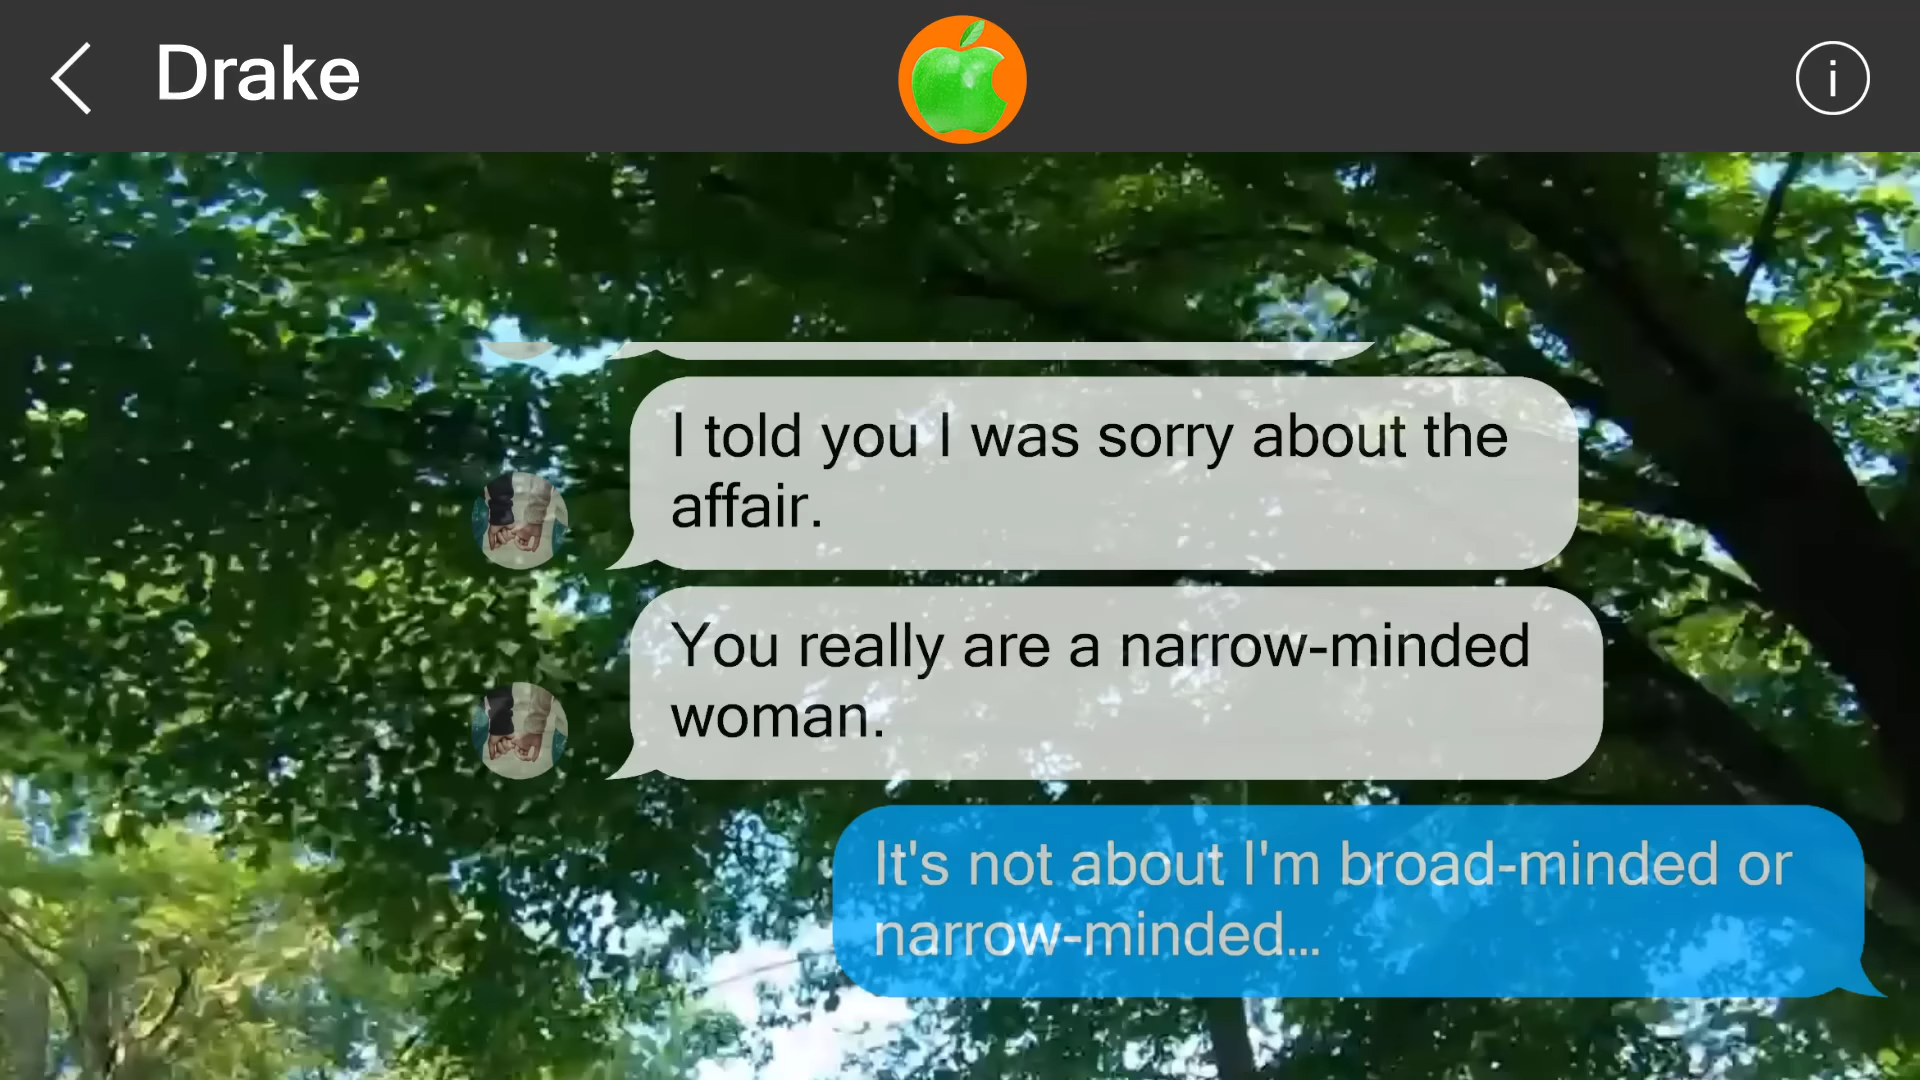 Drake
i
I told you I was sorry about the
affair.
You really are a narrow-minded
woman.
It's not about I'm broad-minded or
narrow-minded...